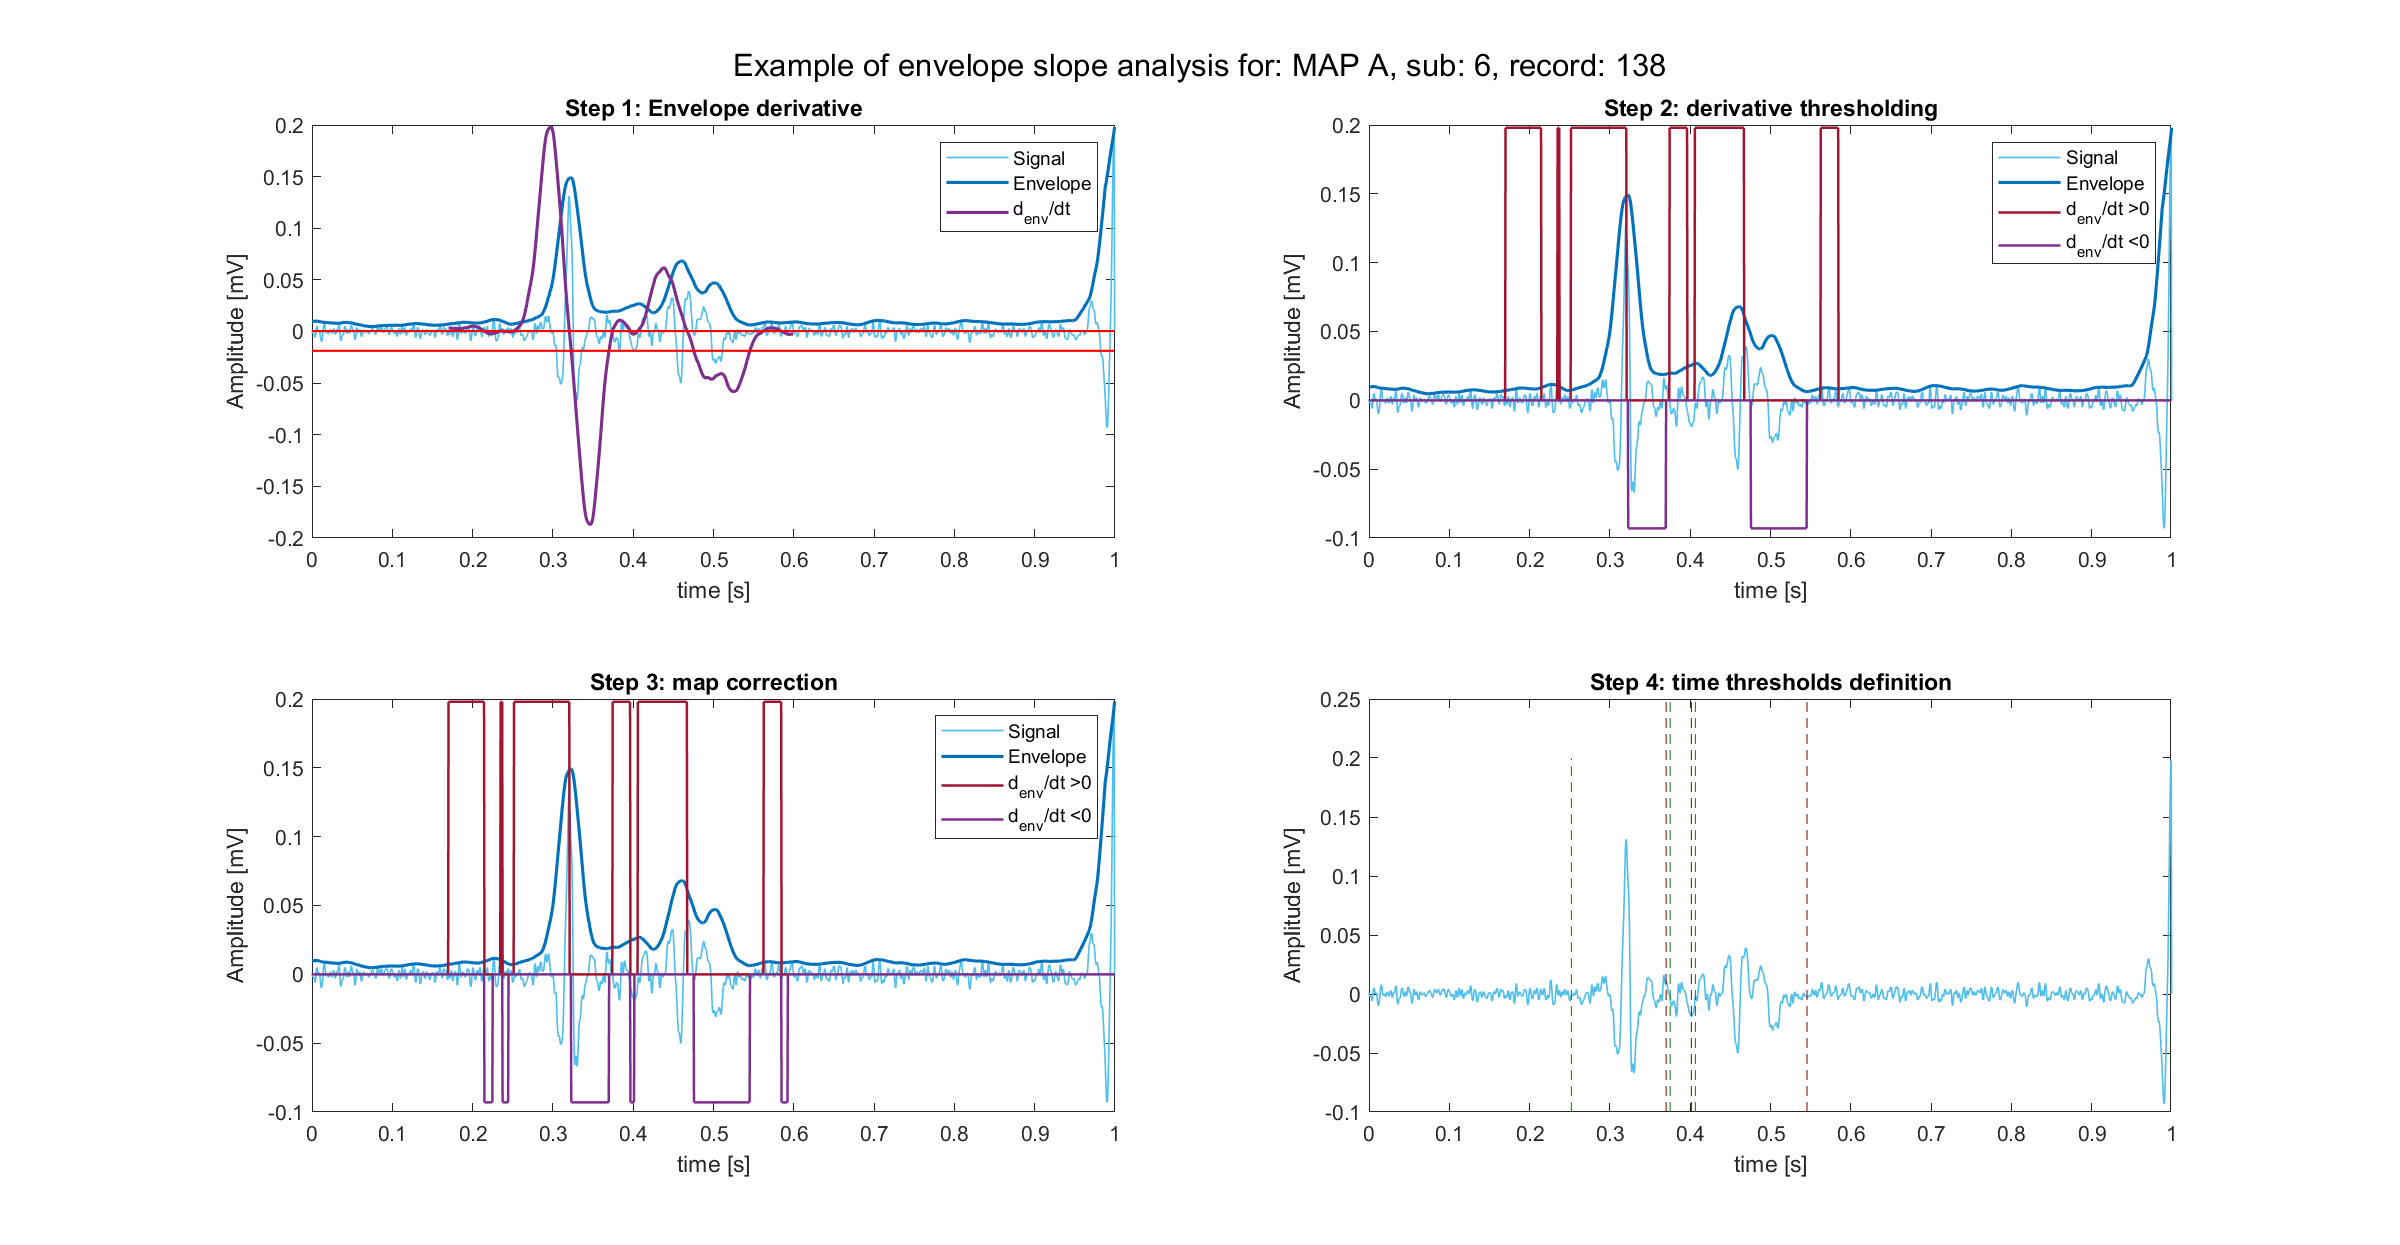 Example of envelope slope analysis for: MAP A, sub: 6, record: 138
Step 1: Envelope derivative
0.2
0.15
0.1
0.05
0
-0.05
-0.1
-0.15
-0.2
Amplitude [mV]
0 0.1 0.2 0.3 0.4 0.5 0.6 0.7 0.8 0.9 1
time [s]
Signal
Envelope
d_env/dt
Step 2: derivative thresholding
0.2
0.15
0.1
0.05
0
-0.05
-0.1
Amplitude [mV]
0 0.1 0.2 0.3 0.4 0.5 0.6 0.7 0.8 0.9 1
time [s]
Signal
Envelope
d_env/dt >0
d_env/dt <0
Step 3: map correction
0.2
0.15
0.1
0.05
0
-0.05
-0.1
Amplitude [mV]
0 0.1 0.2 0.3 0.4 0.5 0.6 0.7 0.8 0.9 1
time [s]
Signal
Envelope
d_env/dt >0
d_env/dt <0
Step 4: time thresholds definition
0.25
0.2
0.15
0.1
0.05
0
-0.05
-0.1
Amplitude [mV]
0 0.1 0.2 0.3 0.4 0.5 0.6 0.7 0.8 0.9 1
time [s]